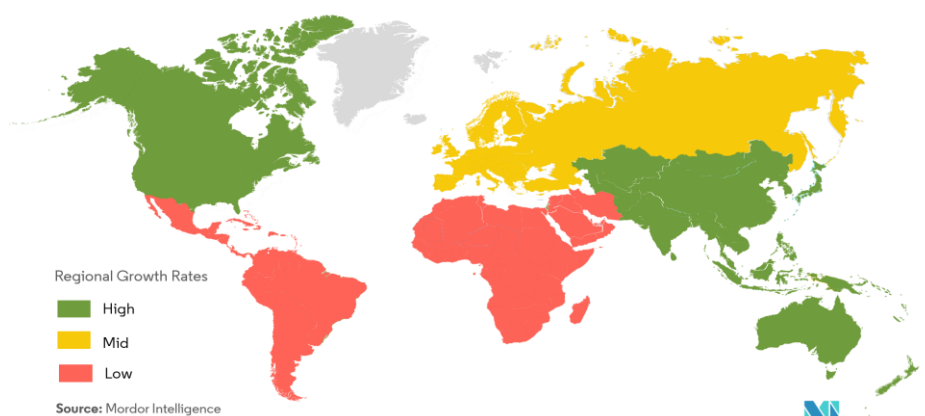 Regional Growth Rates
High
Mid
Low
Source: Mordor Intelligence